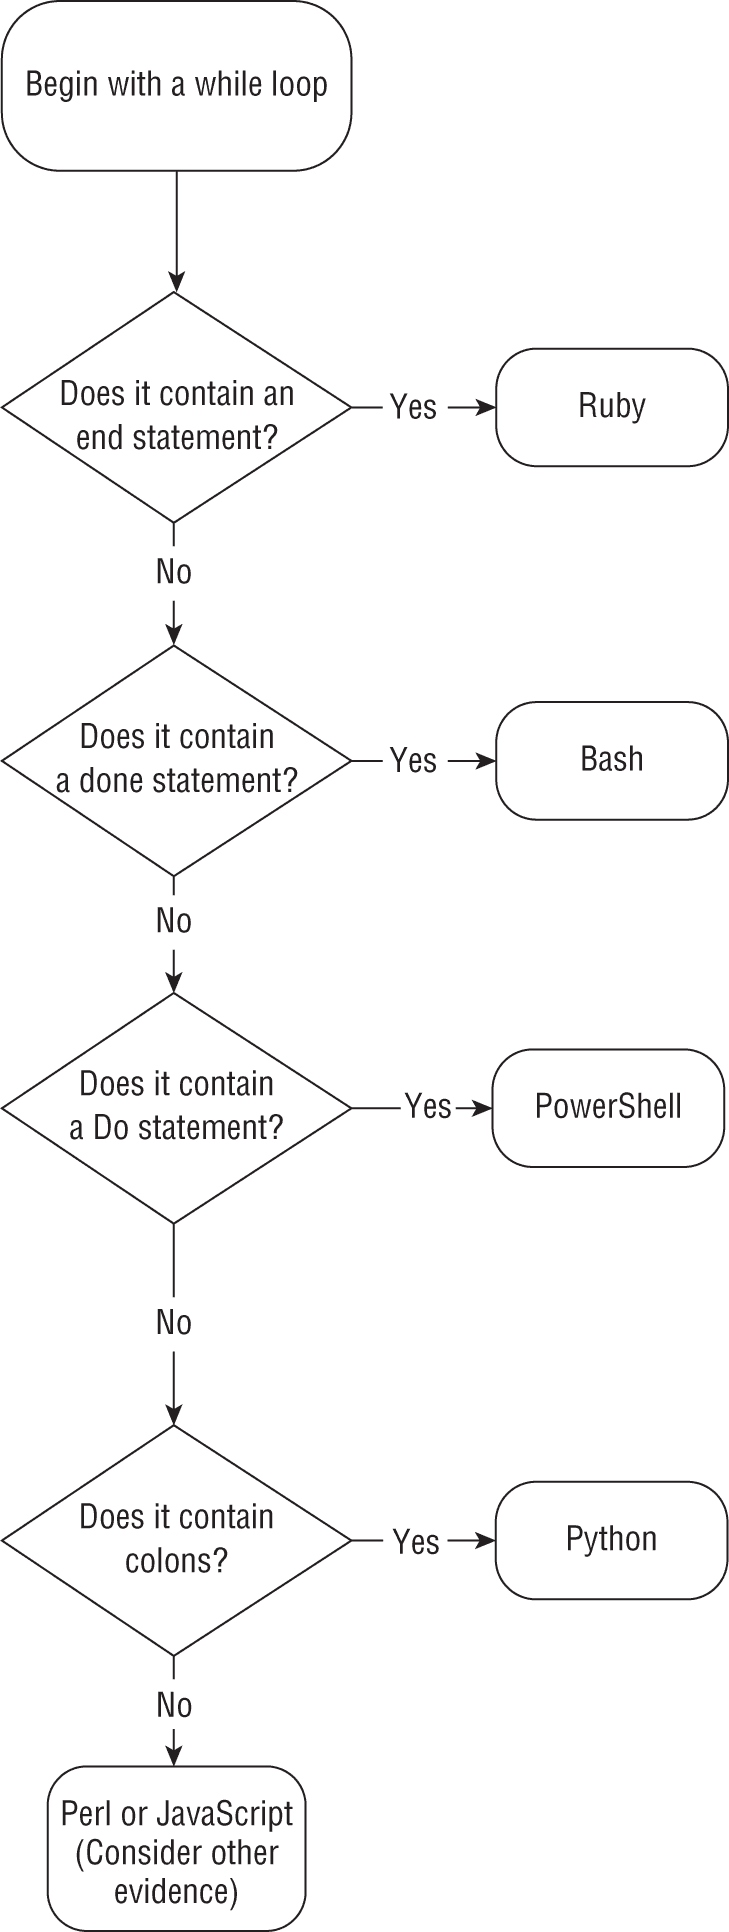 Begin with a while loop
Does it contain an
end statement?
Yes
Ruby
No
Does it contain
a done statement?
Yes
Bash
No
Does it contain
a Do statement?
Yes
PowerShell
No
Does it contain
colons?
Yes
Python
No
Perl or JavaScript
(Consider other
evidence)